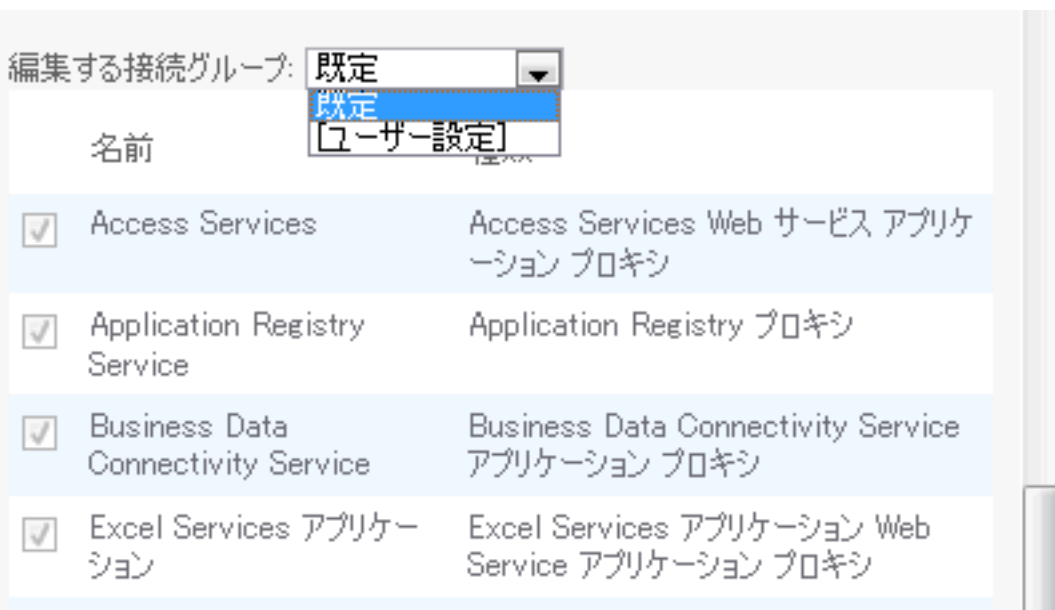 編集する接続グループ: 既定
既定
[ユーザー設定]
名前
Access Services
Access Services Web サービス アプリケ
ーション プロキシ
Application Registry
Service
Application Registry プロキシ
Business Data
Connectivity Service
Business Data Connectivity Service
アプリケーション プロキシ
Excel Services アプリケー
ション
Excel Services アプリケーション Web
Service アプリケーション プロキシ